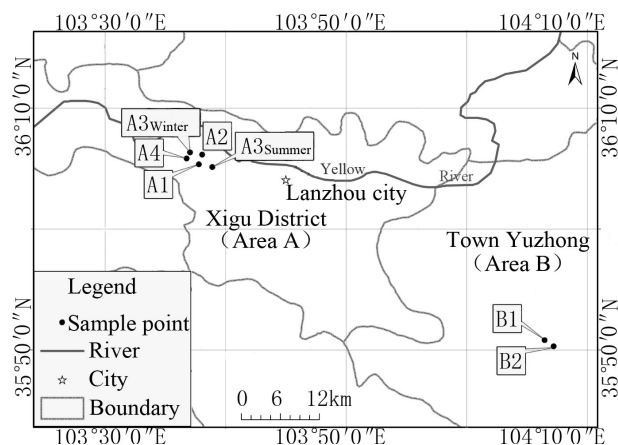 103°30′0″E 103°50′0″E 104°10′0″E
N
36°10′0″N
36°10′0″N
A3Winter
A2
A4
A3Summer
A1
Yellow
River
Lanzhou city
Xigu District
（Area A）
Town Yuzhong
（Area B）
Legend
Sample point
River
City
Boundary
B1
B2
35°50′0″N
35°50′0″N
0 6 12km
103°30′0″E 103°50′0″E 104°10′0″E